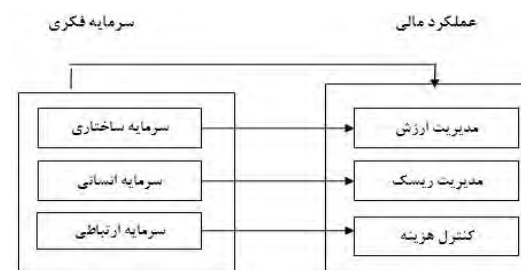 عملکرد مالی
سرمایه فکری
مدیریت ارزش
سرمایه ساختاری
مدیریت ریسک
سرمایه انسانی
کنترل هزینه
سرمایه ارتباطی